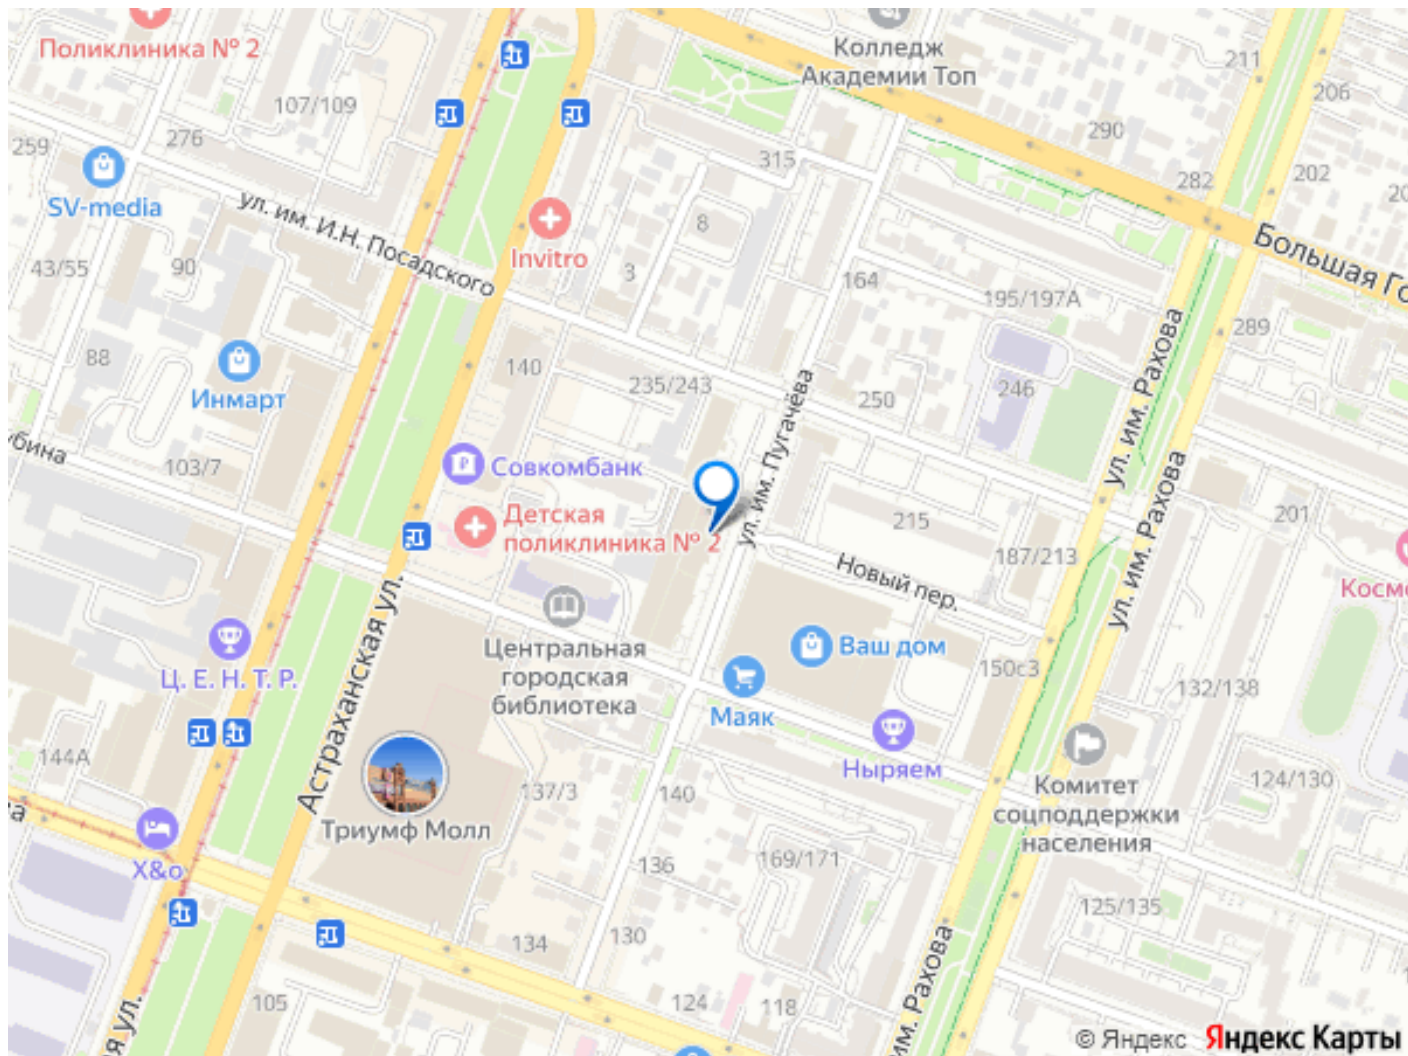 Поликлиника № 2
Колледж
Академии Топ
211
206
107/109
290
276
259
315
282
202
SV-media
ул. им. И.Н. Посадского
8
Большая Го
Invitro
43/55
90
3
164
195/197А
289
88
140
235/243
250
246
ул. им. Рахова
Инмарт
ул. им. Пугачёва
убина
103/7
Совкомбанк
ул. им. Рахова
Детская
поликлиника № 2
215
201
187/213
Новый пер.
Косм
Астраханская ул.
Центральная
городская
библиотека
Ваш дом
150с3
Ц. Е. Н. Т. Р.
132/138
Маяк
Ныряем
144А
137/3
140
Комитет
соцподдержки
населения
124/130
Триумф Молл
X&o
136
169/171
125/135
134
130
им. Рахова
105
124
118
я ул.
© Яндекс Яндекс Карты